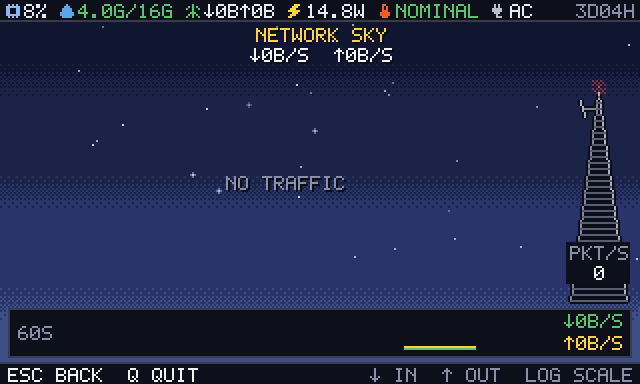 8% 4.0G/16G ↓0B↑0B 14.8W NOMINAL AC 3D04H
NETWORK SKY
↓0B/S ↑0B/S
NO TRAFFIC
PKT/S
0
60S
↓0B/S
↑0B/S
ESC BACK Q QUIT ↓ IN ↑ OUT LOG SCALE